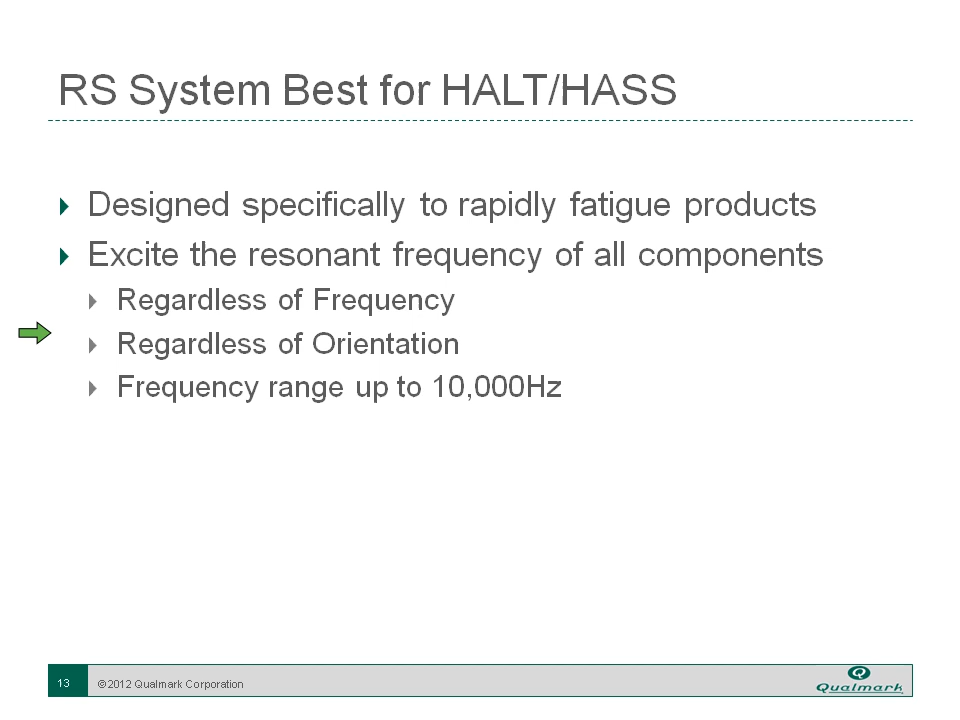 RS System Best for HALT/HASS
Designed specifically to rapidly fatigue products
Excite the resonant frequency of all components
Regardless of Frequency
Regardless of Orientation
Frequency range up to 10,000Hz
13
©2012 Qualmark Corporation
Q
Qualmark